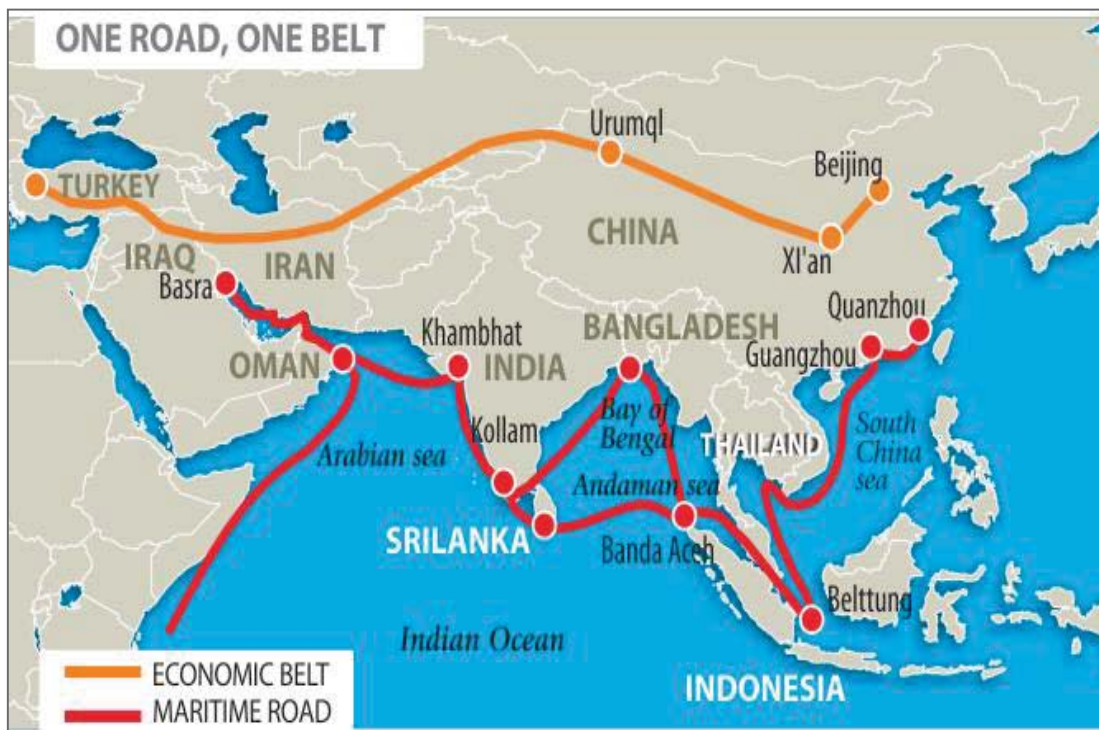 ONE ROAD, ONE BELT
Urumql
Beijing
TURKEY
CHINA
XI'an
IRAQ
IRAN
Basra
Quanzhou
Khambhat
BANGLADESH
Guangzhou
OMAN
INDIA
Bay of
Bengal
Kollam
THAILAND
South
China
sea
Arabian sea
Andaman sea
SRILANKA
Banda Aceh
Belttung
Indian Ocean
ECONOMIC BELT
MARITIME ROAD
INDONESIA